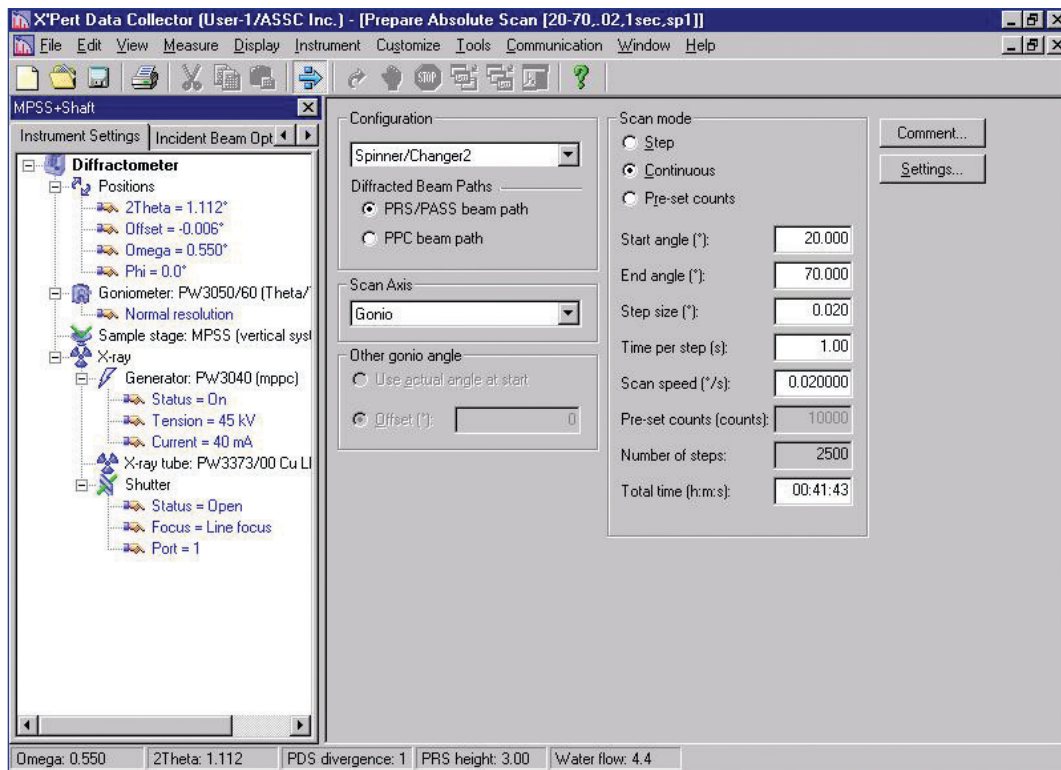 X'Pert Data Collector (User-1/ASSC Inc.) - [Prepare Absolute Scan [20-70,.02,1sec,sp1]]
File Edit View Measure Display Instrument Customize Tools Communication Window Help
STOP
MPSS+Shaft
Instrument Settings Incident Beam Opt
Diffractometer
Positions
2Theta = 1.112°
Offset = -0.006°
Omega = 0.550°
Phi = 0.0°
Goniometer: PW3050/60 (Theta/
Normal resolution
Sample stage: MPSS (vertical syst
X-ray
Generator: PW3040 (mppc)
Status = On
Tension = 45 kV
Current = 40 mA
X-ray tube: PW3373/00 Cu
Shutter
Status = Open
Focus = Line focus
Port = 1
Configuration
Spinner/Changer2
Diffracted Beam Paths
PRS/PASS beam path
PPC beam path
Scan Axis
Gonio
Other gonio angle
Use actual angle at start
Offset (°): 0
Scan mode
Step
Continuous
Pre-set counts
Start angle (°): 20.000
End angle (°): 70.000
Step size (°): 0.020
Time per step (s): 1.00
Scan speed (°/s): 0.020000
Pre-set counts (counts): 10000
Number of steps: 2500
Total time (h:m:s): 00:41:43
Comment...
Settings...
Omega: 0.550 2Theta: 1.112 PDS divergence: 1 PRS height: 3.00 Water flow: 4.4